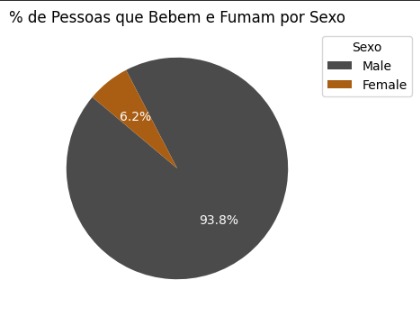 % de Pessoas que Bebem e Fumam por Sexo
Sexo
Male
Female
6.2%
93.8%